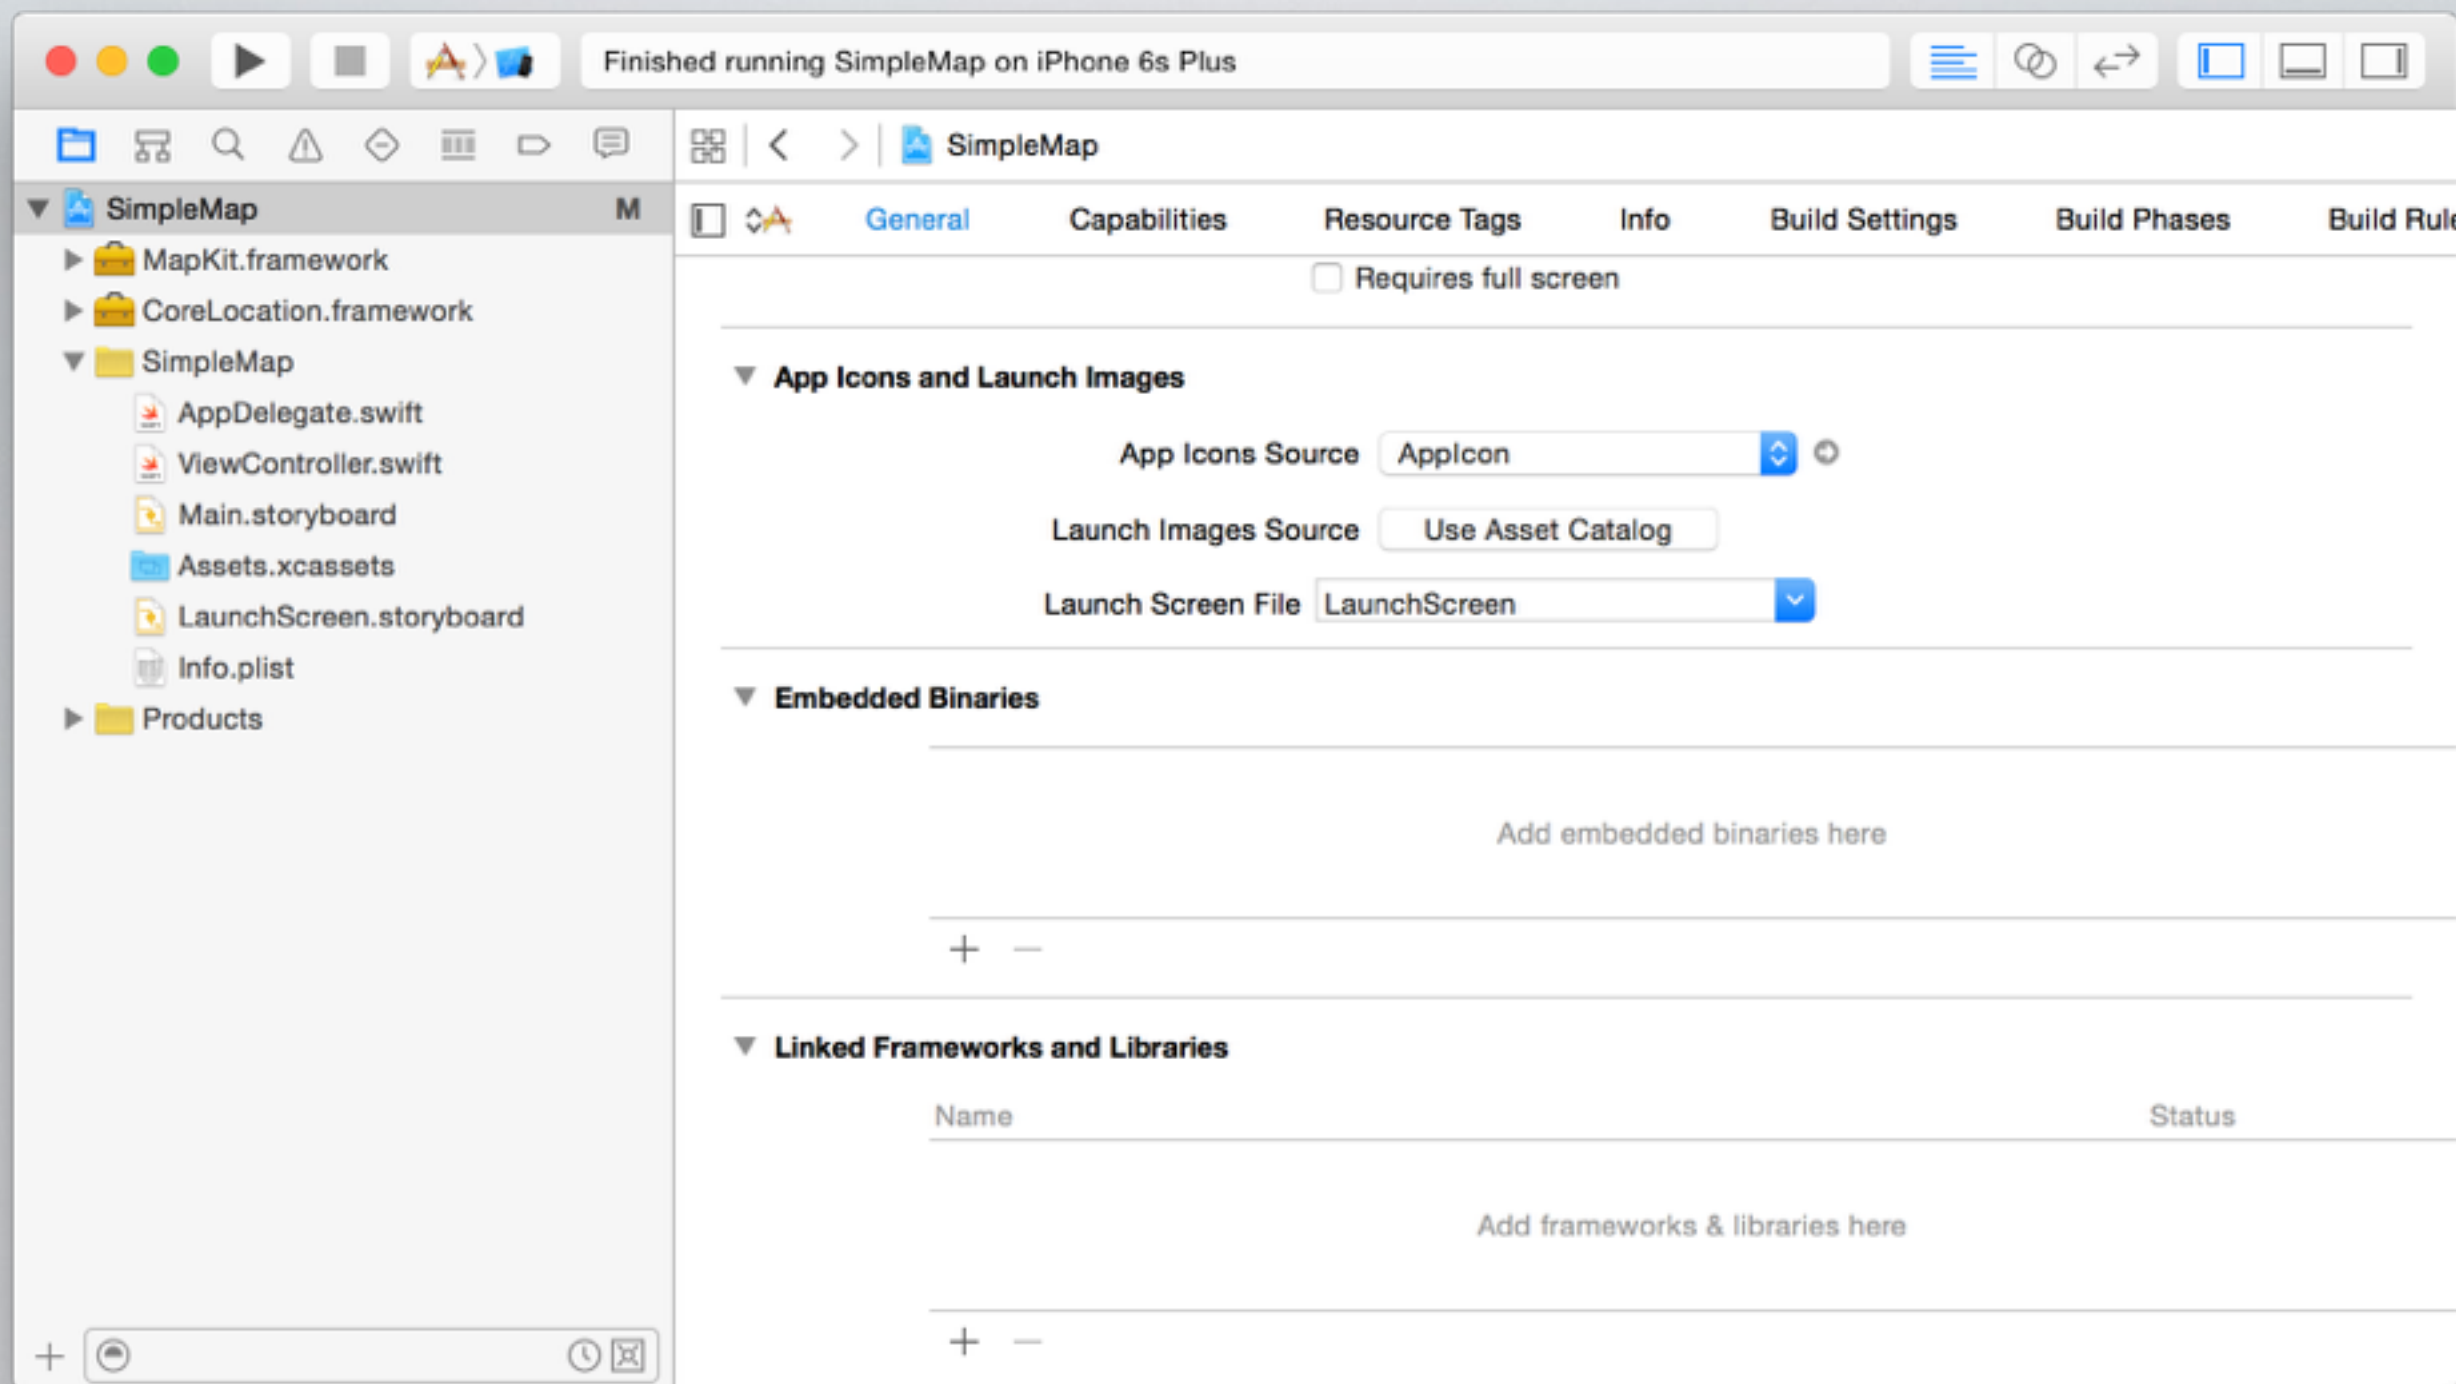 Finished running SimpleMap on iPhone 6s Plus
SimpleMap M
MapKit.framework
CoreLocation.framework
SimpleMap
AppDelegate.swift
ViewController.swift
Main.storyboard
Assets.xcassets
LaunchScreen.storyboard
Info.plist
Products
SimpleMap
General Capabilities Resource Tags Info Build Settings Build Phases Build Rule
Requires full screen
App Icons and Launch Images
App Icons Source AppIcon
Launch Images Source Use Asset Catalog
Launch Screen File LaunchScreen
Embedded Binaries
Add embedded binaries here
Linked Frameworks and Libraries
Name Status
Add frameworks & libraries here